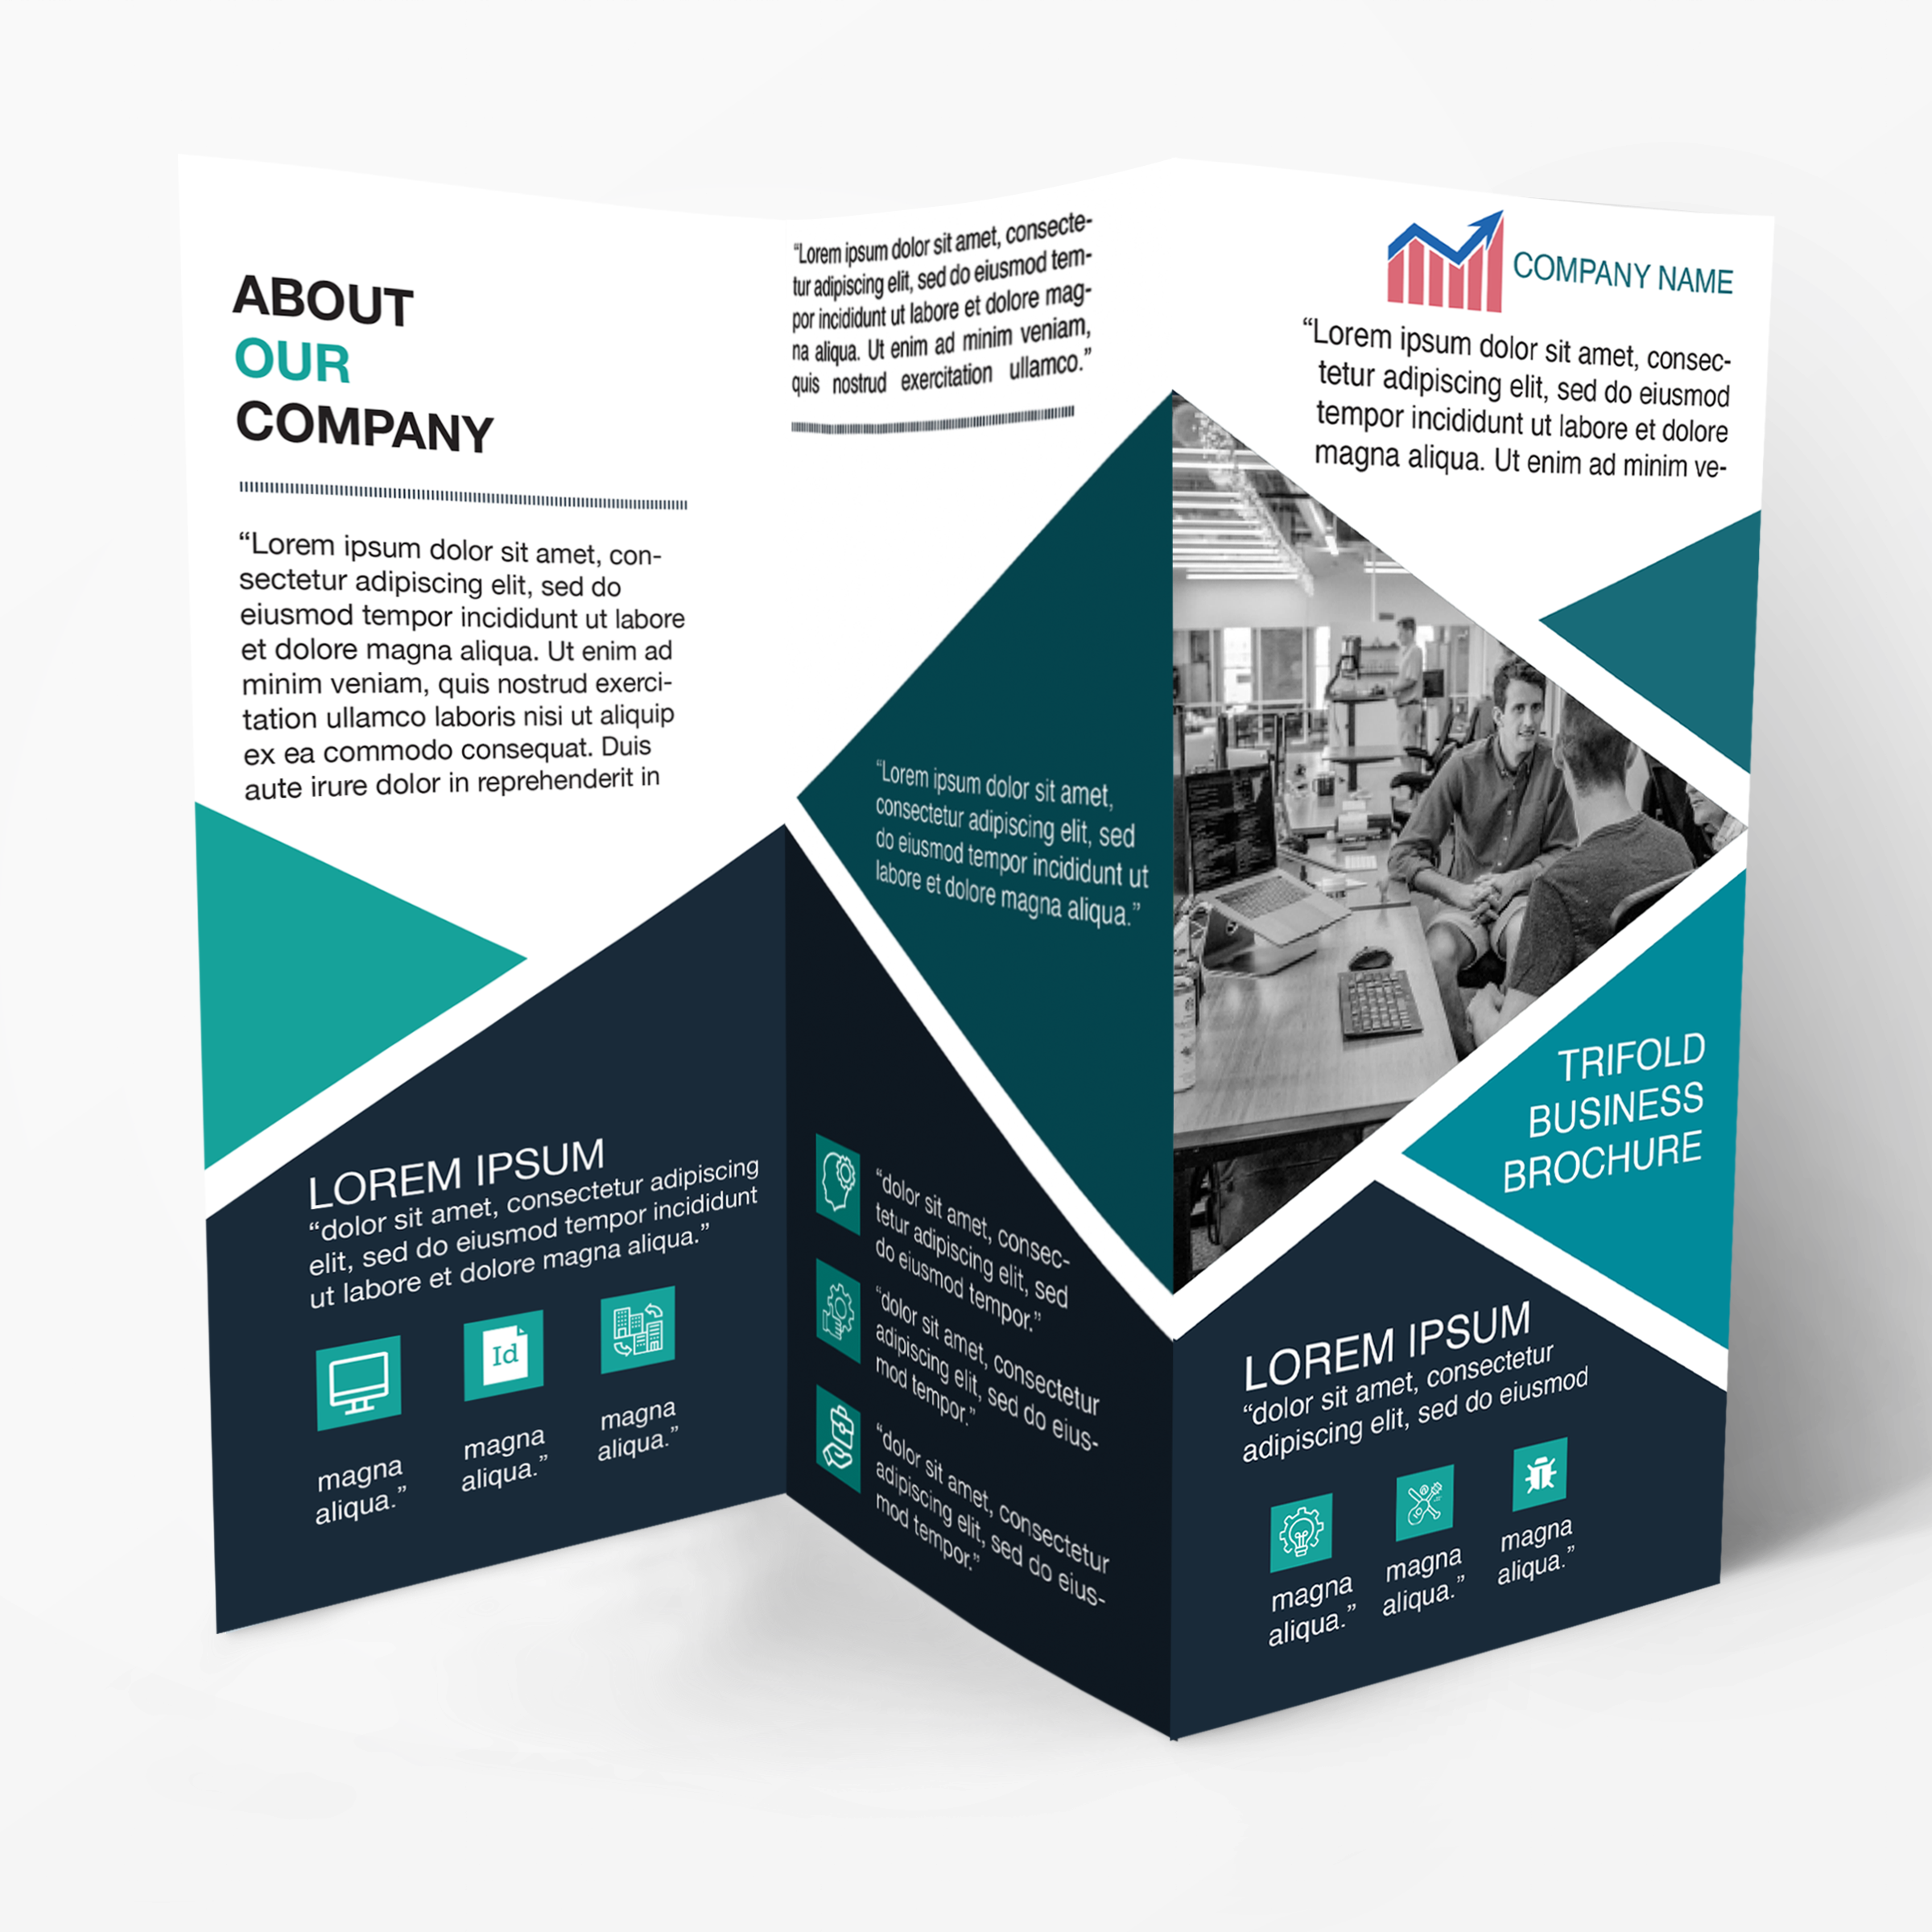 ABOUT
OUR
COMPANY
“Lorem ipsum dolor sit amet, con-
sectetur adipiscing elit, sed do
eiusmod tempor incididunt ut labore
et dolore magna aliqua. Ut enim ad
minim veniam, quis nostrud exerci-
tation ullamco laboris nisi ut aliquip
ex ea commodo consequat. Duis
aute irure dolor in reprehenderit in
LOREM IPSUM
“dolor sit amet, consectetur adipiscing
elit, sed do eiusmod tempor incididunt
ut labore et dolore magna aliqua.”
Id
magna
aliqua.”
magna
aliqua.”
magna
aliqua.”
“Lorem ipsum dolor sit amet, consecte-
tur adipiscing elit, sed do eiusmod tem-
por incididunt ut labore et dolore mag-
na aliqua. Ut enim ad minim veniam,
quis nostrud exercitation ullamco.”
“Lorem ipsum dolor sit amet,
consectetur adipiscing elit, sed
do eiusmod tempor incididunt ut
labore et dolore magna aliqua.”
“dolor sit amet, consec-
tetur adipiscing elit, sed
do eiusmod tempor.”
“dolor sit amet, consectetur
adipiscing elit, sed do eius-
mod tempor.”
“dolor sit amet, consectetur
adipiscing elit, sed do eius-
mod tempor.”
COMPANY NAME
“Lorem ipsum dolor sit amet, consec-
tetur adipiscing elit, sed do eiusmod
tempor incididunt ut labore et dolore
magna aliqua. Ut enim ad minim ve-
TRIFOLD
BUSINESS
BROCHURE
LOREM IPSUM
“dolor sit amet, consectetur
adipiscing elit, sed do eiusmod
magna
aliqua.”
magna
aliqua.”
magna
aliqua.”